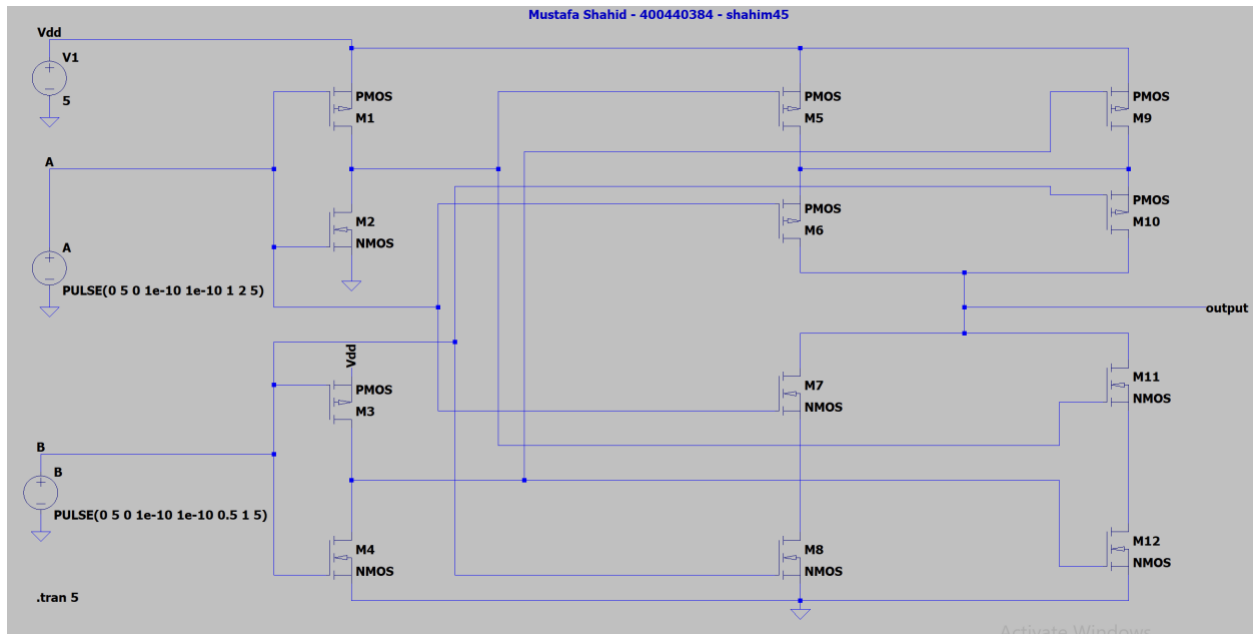 Mustafa Shahid - 400440384 - shahim45
Vdd
V1
5
PMOS
M1
PMOS
M5
PMOS
M9
A
M2
NMOS
PMOS
M6
PMOS
M10
A
PULSE(0 5 0 1e-10 1e-10 1 2 5)
output
Vdd
PMOS
M3
M7
NMOS
M11
NMOS
B
B
PULSE(0 5 0 1e-10 1e-10 0.5 1 5)
M4
NMOS
M8
NMOS
M12
NMOS
.tran 5
Activate Windows